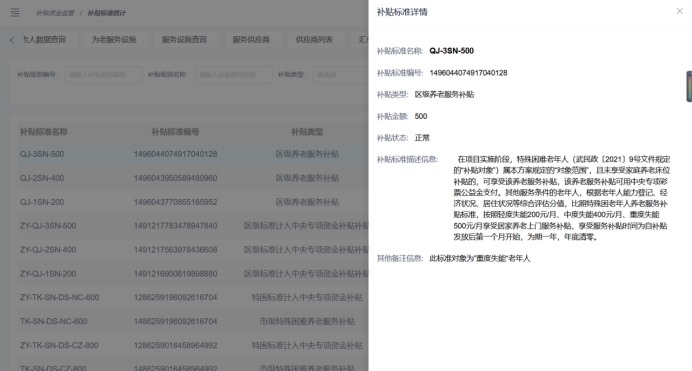 补贴资金监管 / 补贴标准统计
老人数据查询 为老服务设施 服务设施查询 服务供应商 供应商列表
补贴级别编号: 请输入补贴级别编号 补贴级别名称: 请输入补贴级别名称 补贴类型:
补贴标准名称 补贴标准编号 补贴类型
QJ-3SN-500 1496044074917040128 区级养老服务补贴
QJ-2SN-400 1496043950589480960 区级养老服务补贴
QJ-1SN-200 1496043770855165952 区级养老服务补贴
ZY-QJ-3SN-500 1491217783478947840 区级标准计入中央专项资金补贴补贴
ZY-QJ-2SN-400 1491217563978436608 区级标准计入中央专项资金补贴
ZY-QJ-1SN-200 1491216900619898880 区级标准计入中央专项资金补贴
ZY-TK-SN-DS-NC-600 1286259196092616704 特困标准计入中央专项资金补贴
TK-SN-DS-NC-600 1486259196092616704 市级特殊困难养老服务补贴
ZY-TK-SN-DS-CZ-800 1286259016458964992 特困标准计入中央专项资金补贴
TK-SN-DS-CZ-800 1486259016458964992 市级特殊困难养老服务补贴
补贴标准详情
补贴标准名称: QJ-3SN-500
补贴标准编号: 1496044074917040128
补贴类型: 区级养老服务补贴
补贴金额: 500
补贴状态: 正常
补贴标准描述信息: 在项目实施阶段，特殊困难老年人（武民政〔2021〕9号文件规
定的“补贴对象”）属本方案规定的“对象范围”，且未享受家庭养老床位
补贴的，可享受该养老服务补贴，该养老服务补贴可用中央专项彩
票公益金支付。其他服务条件的老年人，根据老年人能力登记、经
济状况、居住状况等综合评估分值，比照特殊困难老年人养老服务补
贴标准，按照轻度失能200元/月、中度失能400元/月、重度失能
500元/月享受居家养老上门服务补贴，享受服务补贴时间为自补贴
发放后第一个月开始，为期一年，年底清零。
其他备注信息: 此标准对象为“重度失能”老年人